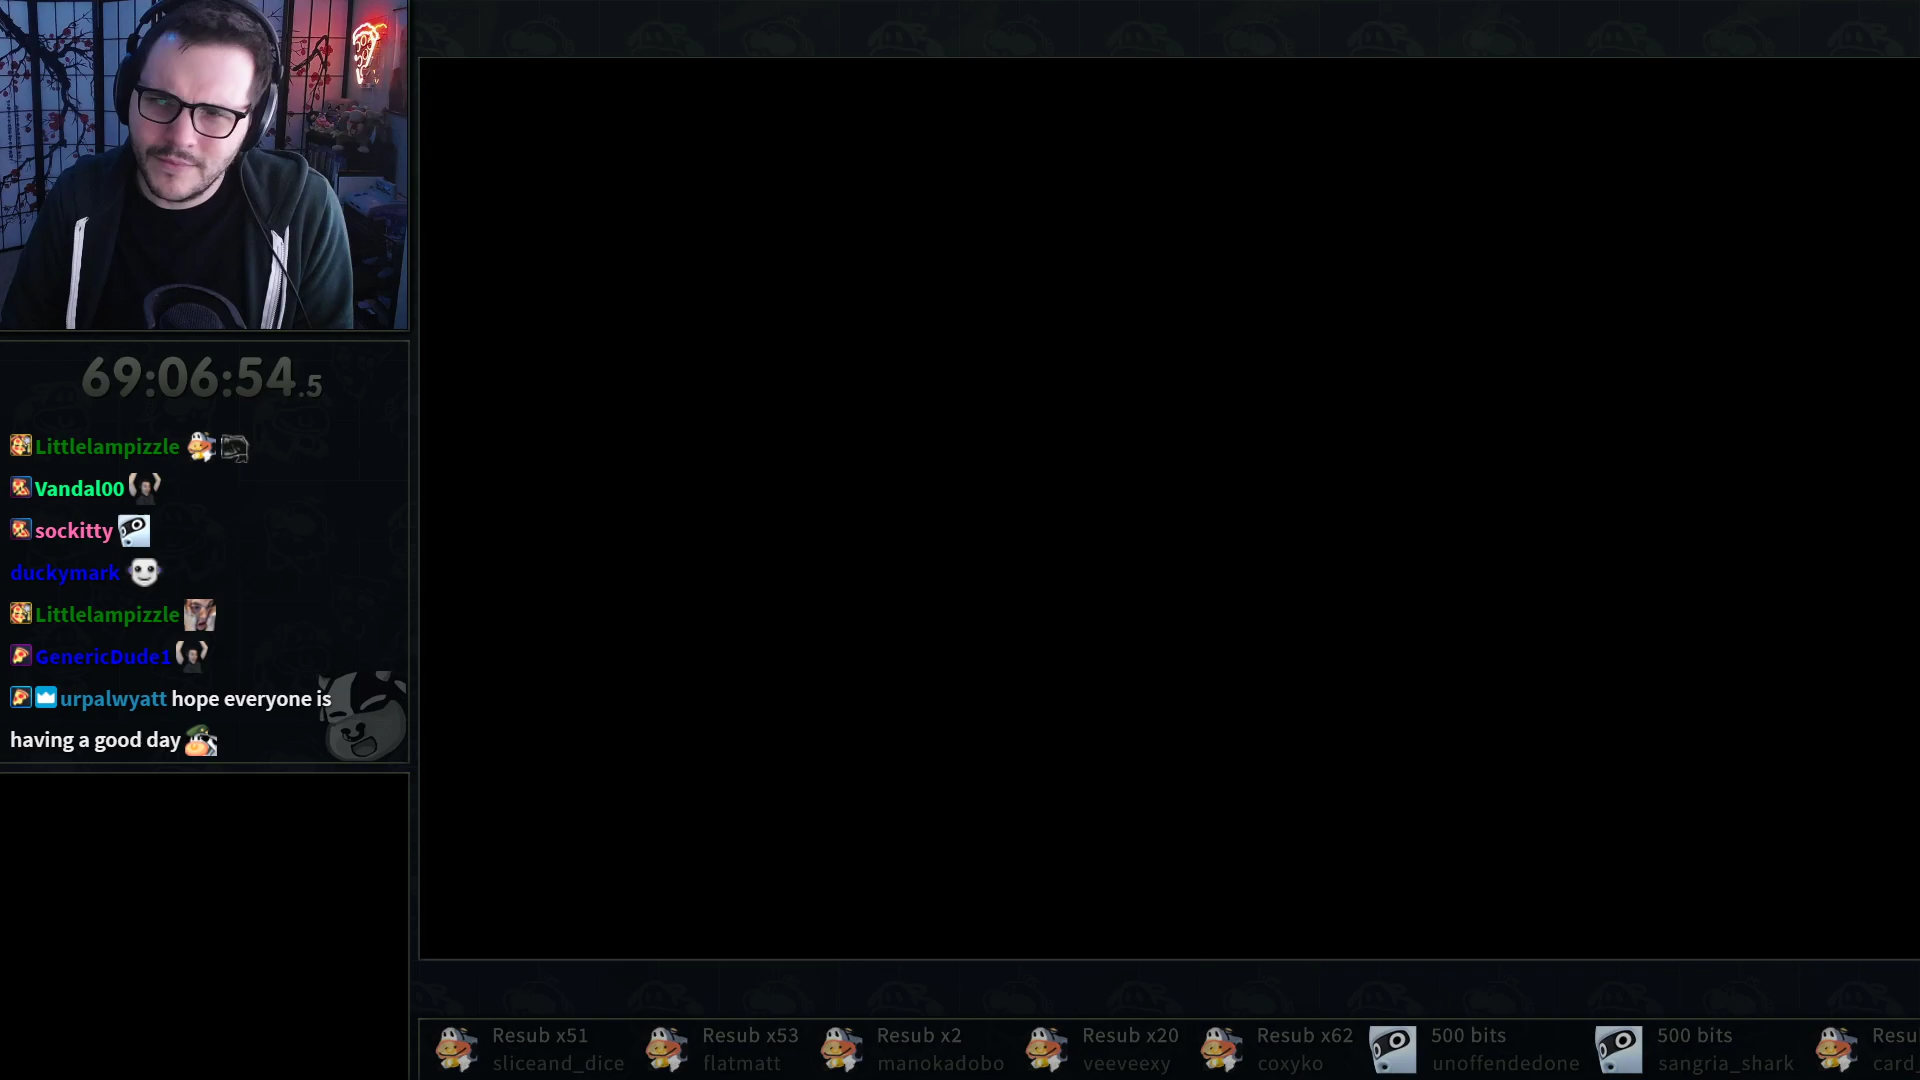 69:06:54.5
Littlelampizzle
Vandal00
sockitty
duckymark
Littlelampizzle
GenericDude1
urpalwyatt hope everyone is
having a good day
Resub x51
sliceand_dice
Resub x53
flatmatt
Resub x2
manokadobo
Resub x20
veeveexy
Resub x62
coxyko
500 bits
unoffendedone
500 bits
sangria_shark
Resu
card_